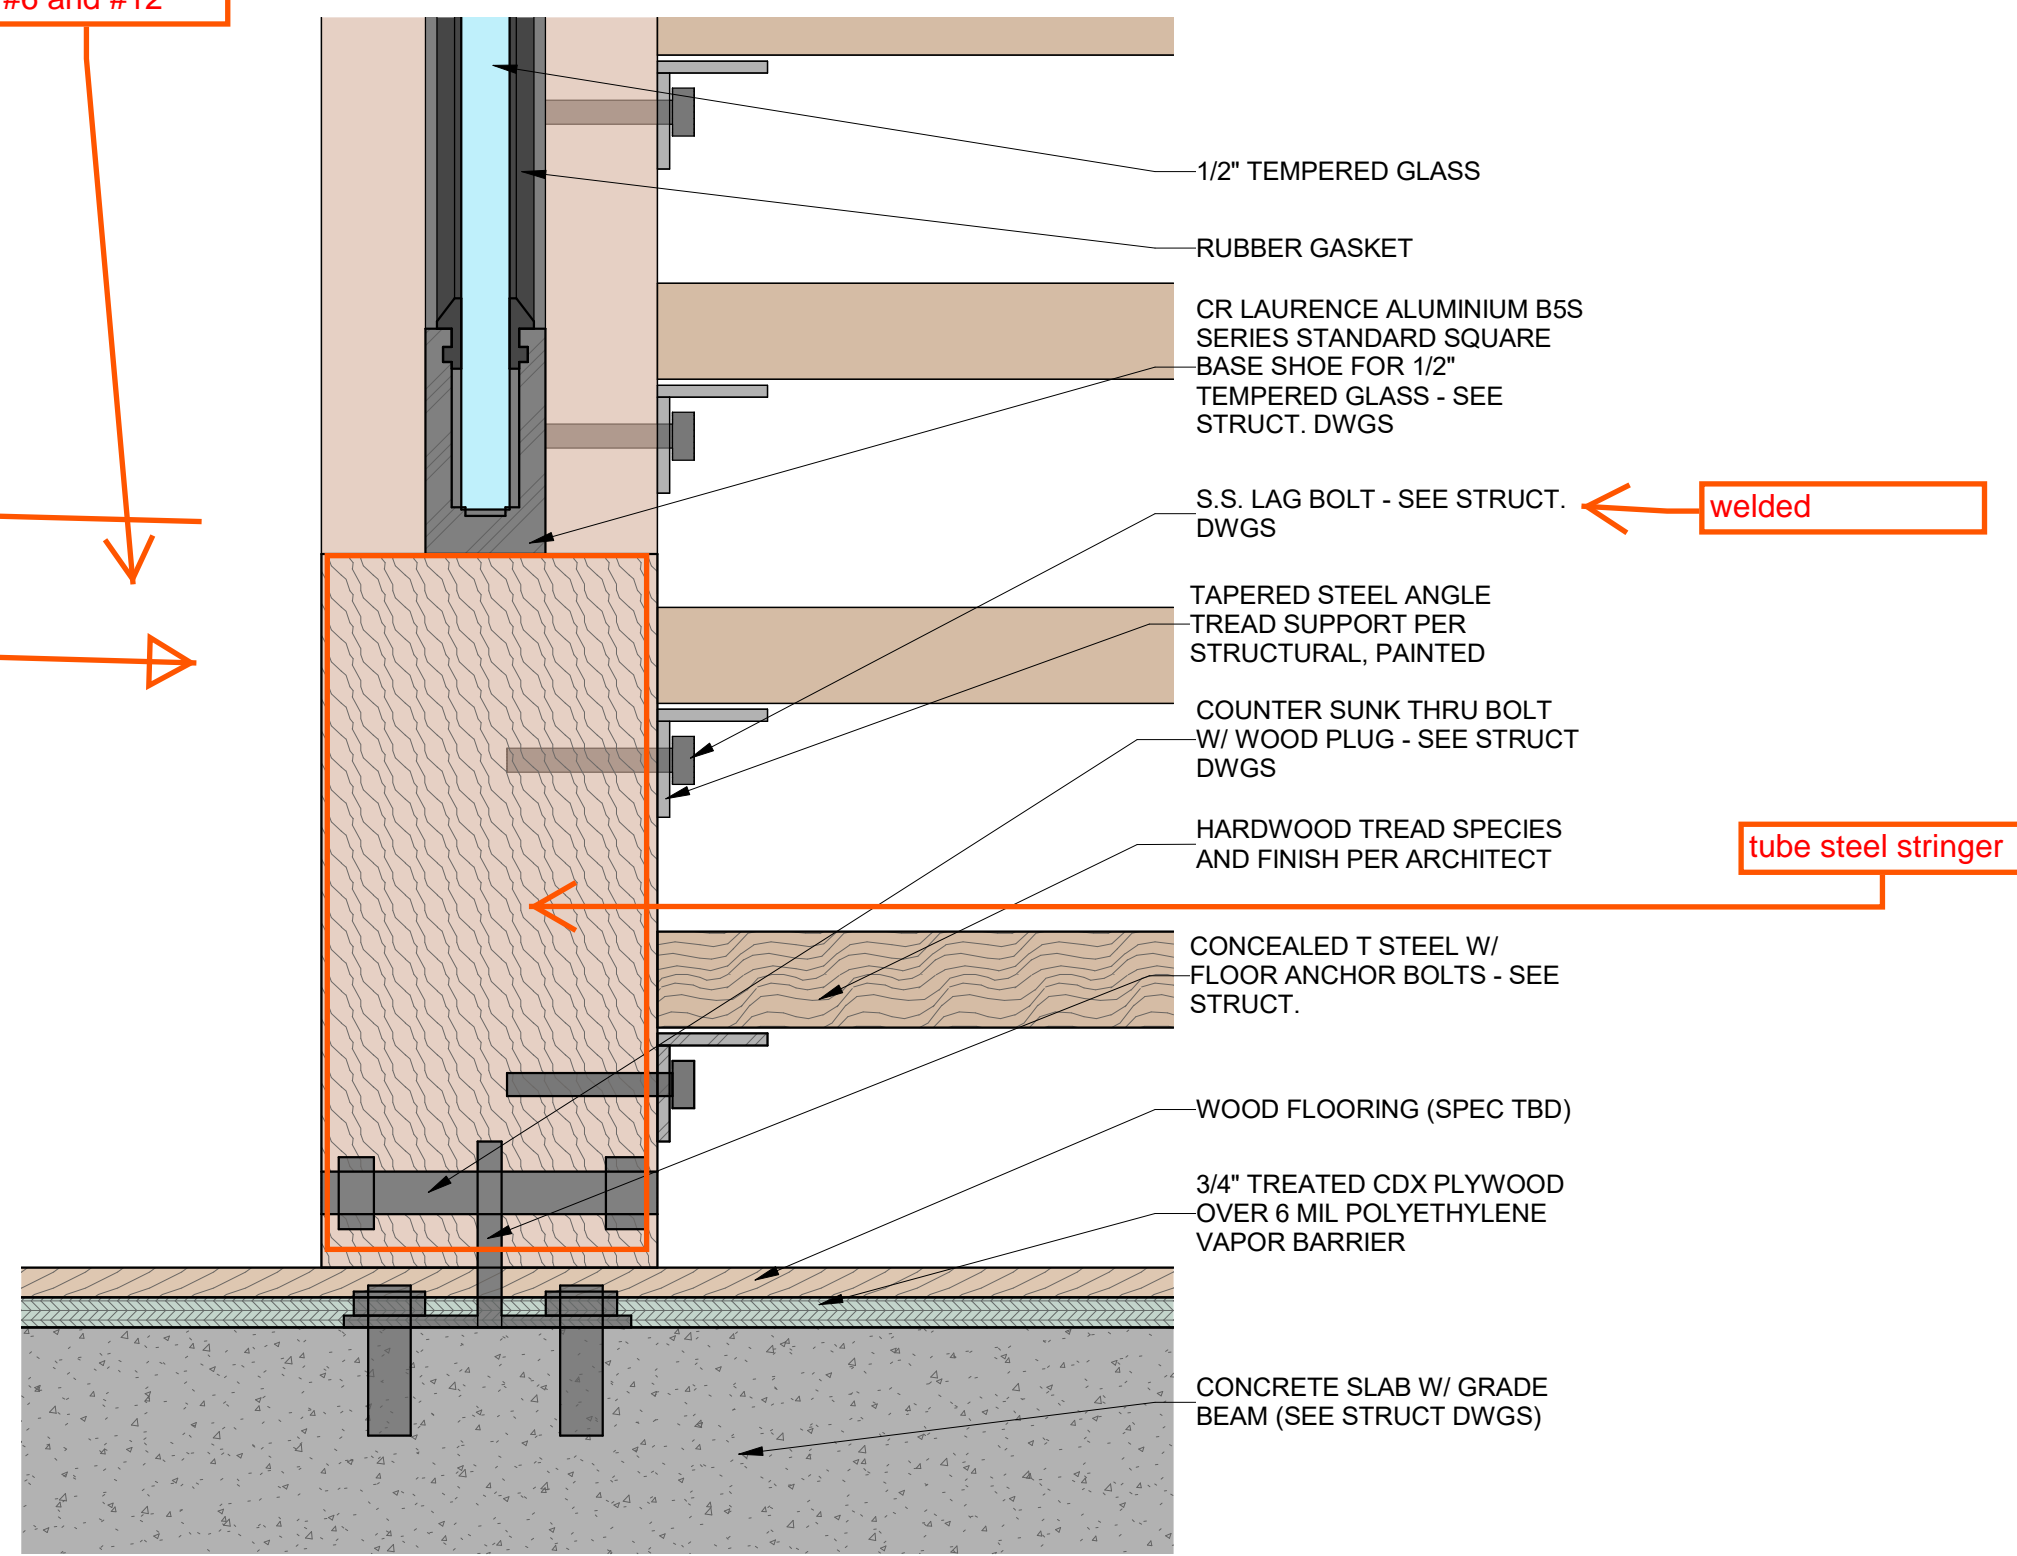 #6 and #12
1/2" TEMPERED GLASS
RUBBER GASKET
CR LAURENCE ALUMINIUM B5S
SERIES STANDARD SQUARE
BASE SHOE FOR 1/2"
TEMPERED GLASS - SEE
STRUCT. DWGS
S.S. LAG BOLT - SEE STRUCT.
DWGS
welded
TAPERED STEEL ANGLE
TREAD SUPPORT PER
STRUCTURAL, PAINTED
COUNTER SUNK THRU BOLT
W/ WOOD PLUG - SEE STRUCT
DWGS
HARDWOOD TREAD SPECIES
AND FINISH PER ARCHITECT
tube steel stringer
CONCEALED T STEEL W/
FLOOR ANCHOR BOLTS - SEE
STRUCT.
WOOD FLOORING (SPEC TBD)
3/4" TREATED CDX PLYWOOD
OVER 6 MIL POLYETHYLENE
VAPOR BARRIER
CONCRETE SLAB W/ GRADE
BEAM (SEE STRUCT DWGS)